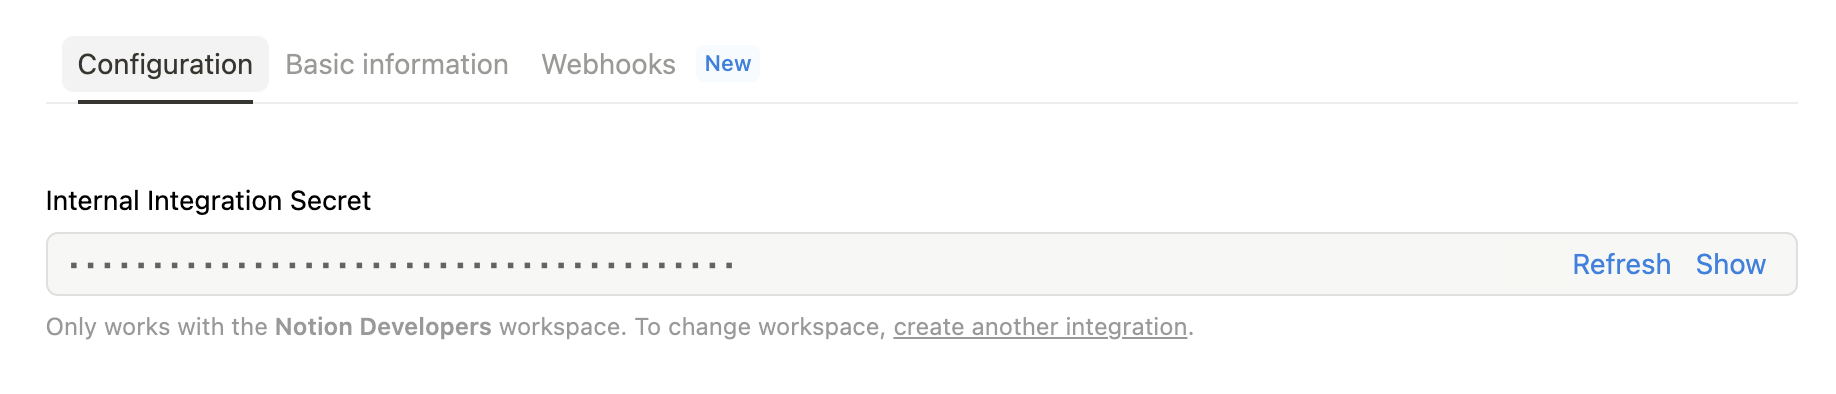 Configuration Basic information Webhooks New
Internal Integration Secret
Refresh Show
Only works with the Notion Developers workspace. To change workspace, create another integration.